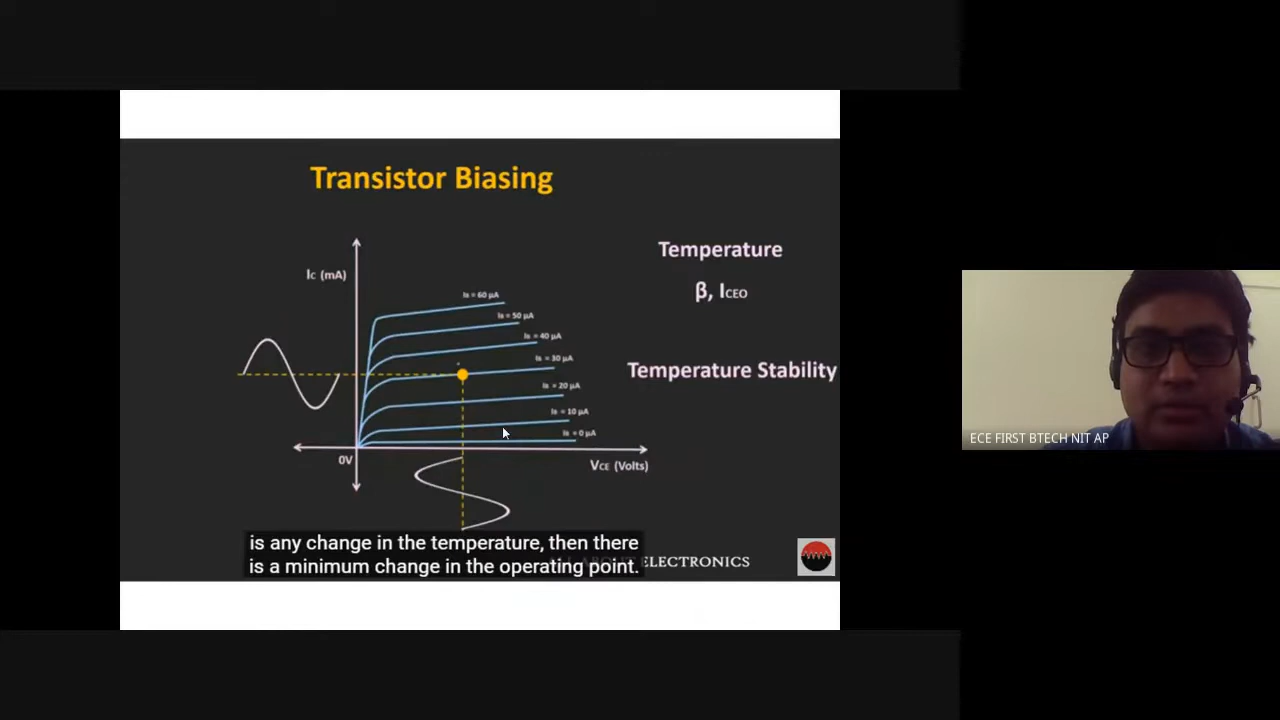 Transistor Biasing
Temperature
β, ICEO
Temperature Stability
IC (mA)
IB = 60 μA
IB = 50 μA
IB = 40 μA
IB = 30 μA
IB = 20 μA
IB = 10 μA
IB = 0 μA
0V
VCE (Volts)
is any change in the temperature, then there
is a minimum change in the operating point.
ELECTRONICS
ECE FIRST BTECH NIT AP